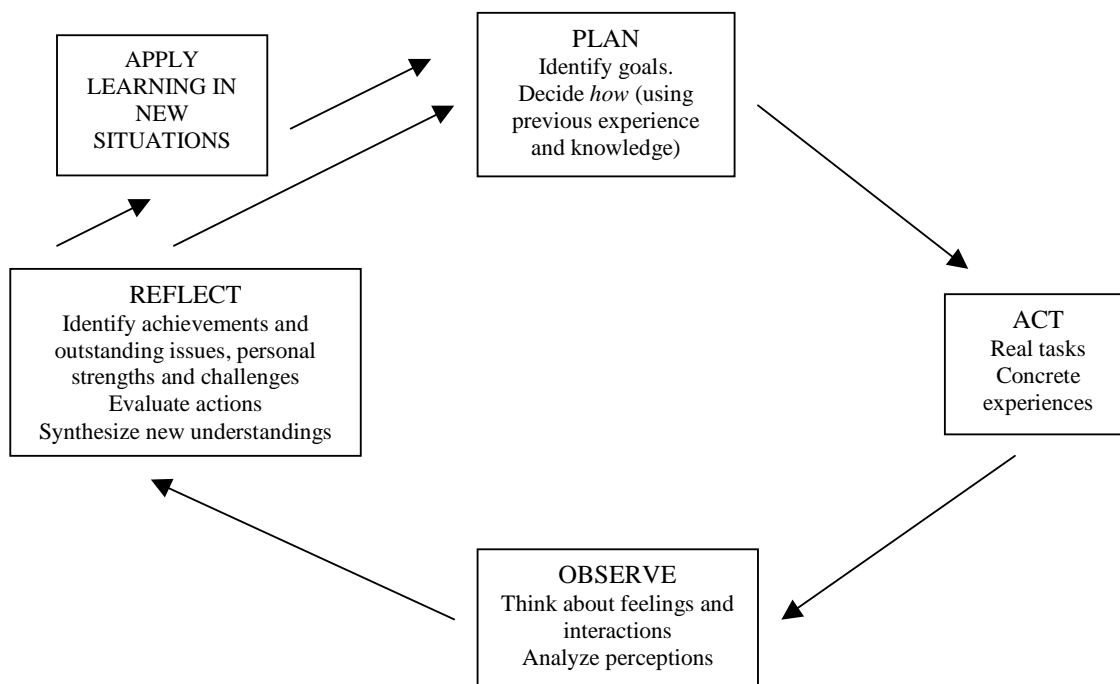 APPLY
LEARNING IN
NEW
SITUATIONS
PLAN
Identify goals.
Decide how (using
previous experience
and knowledge)
REFLECT
Identify achievements and
outstanding issues, personal
strengths and challenges
Evaluate actions
Synthesize new understandings
ACT
Real tasks
Concrete
experiences
OBSERVE
Think about feelings and
interactions
Analyze perceptions